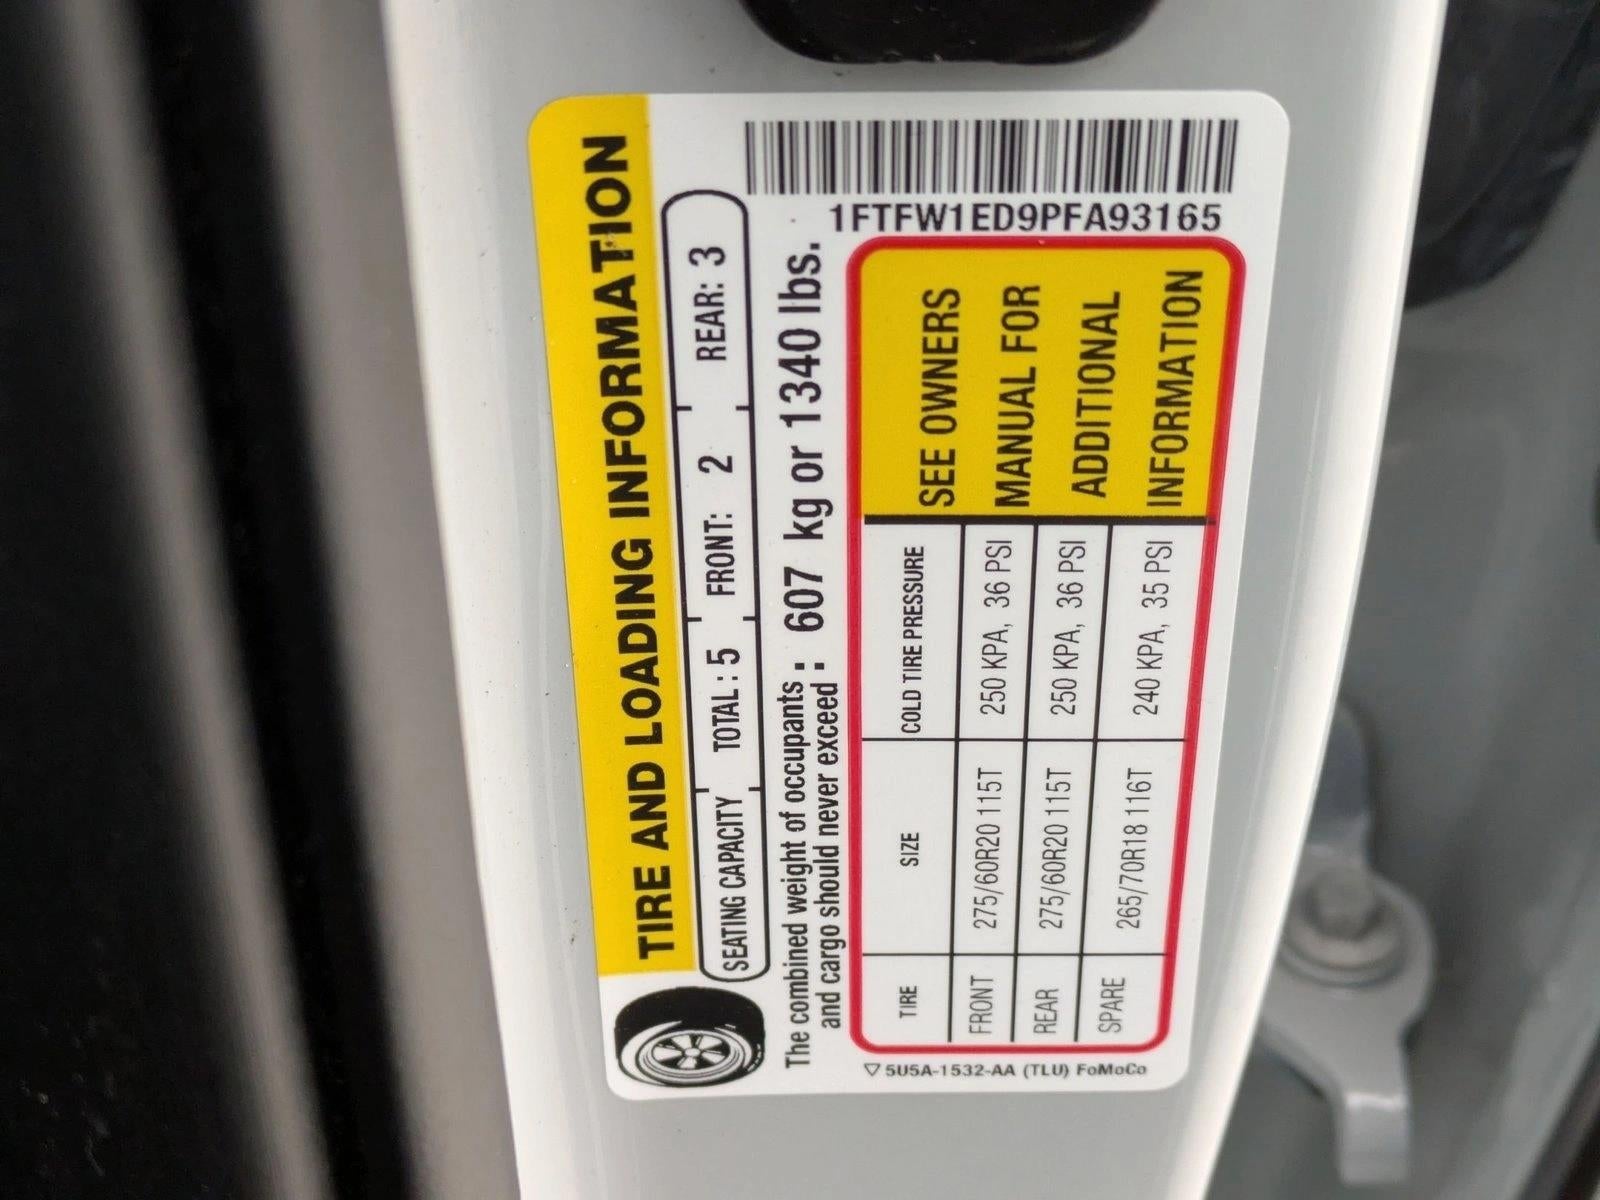 TIRE AND LOADING INFORMATION
SEATING CAPACITY TOTAL : 5 FRONT: 2 REAR: 3
The combined weight of occupants
and cargo should never exceed : 607 kg or 1340 lbs.
1FTFW1ED9PFA93165
TIRE SIZE COLD TIRE PRESSURE
FRONT 275/60R20 115T 250 KPA, 36 PSI
REAR 275/60R20 115T 250 KPA, 36 PSI
SPARE 265/70R18 116T 240 KPA, 35 PSI
SEE OWNERS
MANUAL FOR
ADDITIONAL
INFORMATION
5U5A-1532-AA (TLU) FoMoCo